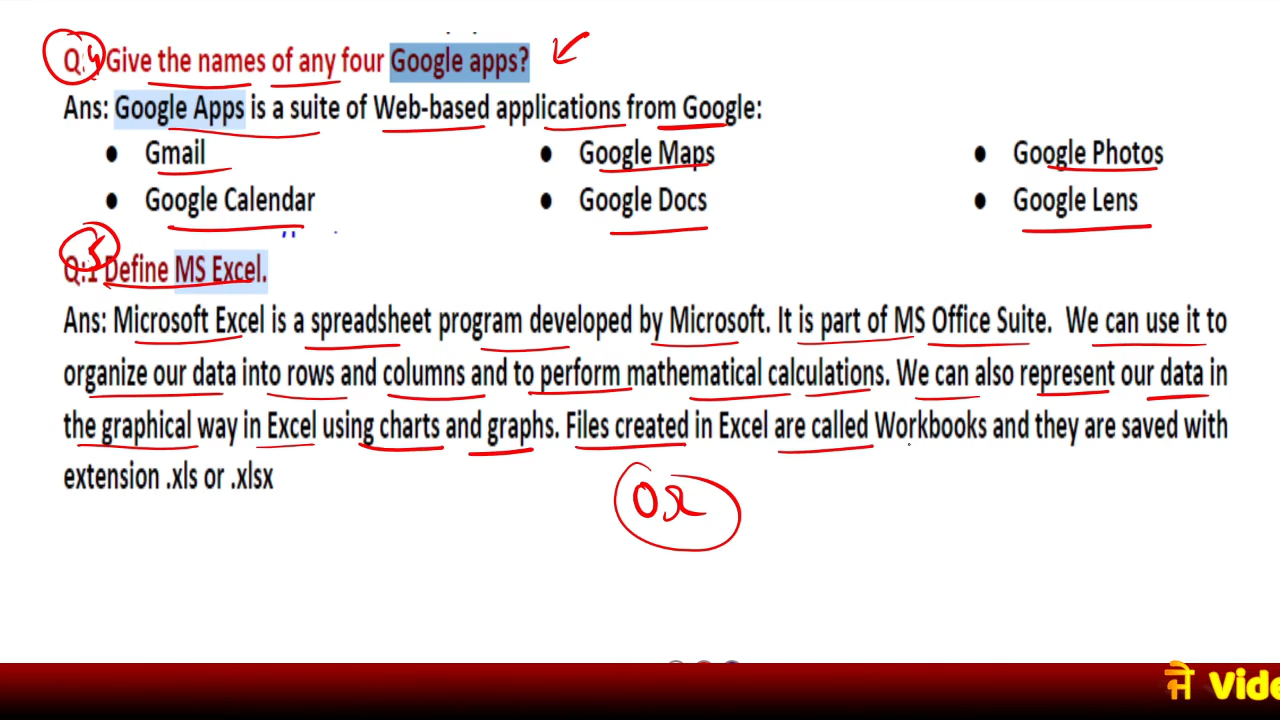 Q:4 Give the names of any four Google apps?
Ans: Google Apps is a suite of Web-based applications from Google:
● Gmail ● Google Maps ● Google Photos
● Google Calendar ● Google Docs ● Google Lens
Q:1 Define MS Excel.
Ans: Microsoft Excel is a spreadsheet program developed by Microsoft. It is part of MS Office Suite. We can use it to
organize our data into rows and columns and to perform mathematical calculations. We can also represent our data in
the graphical way in Excel using charts and graphs. Files created in Excel are called Workbooks and they are saved with
extension .xls or .xlsx
ਜੇ Vide